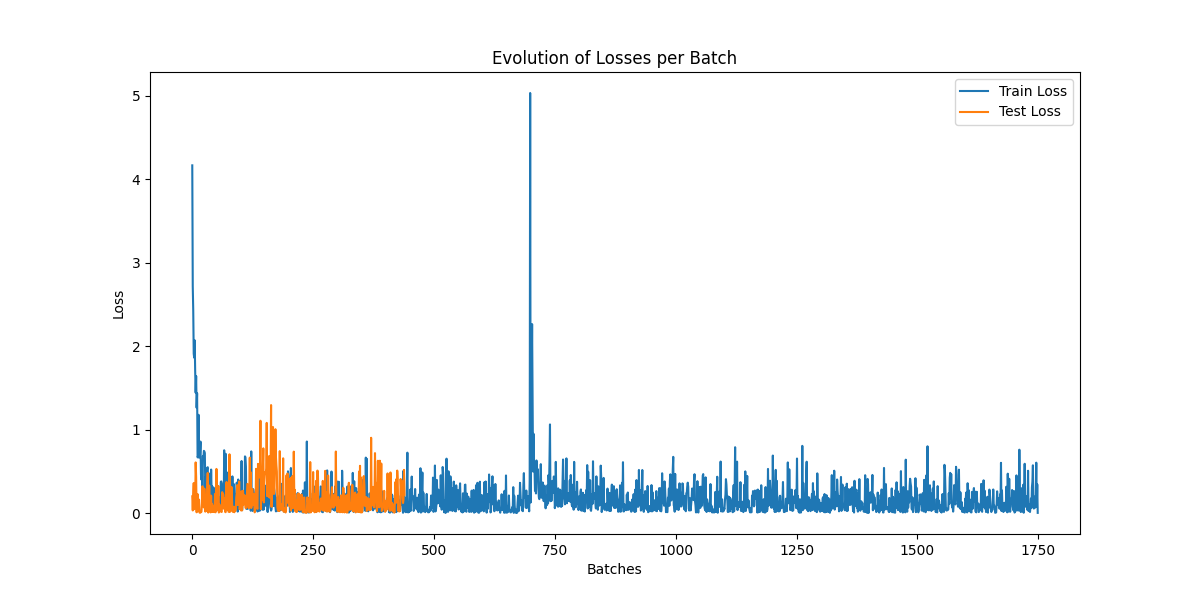 Evolution of Losses per Batch
Train Loss
Test Loss
5
4
3
2
1
0
Loss
0 250 500 750 1000 1250 1500 1750
Batches